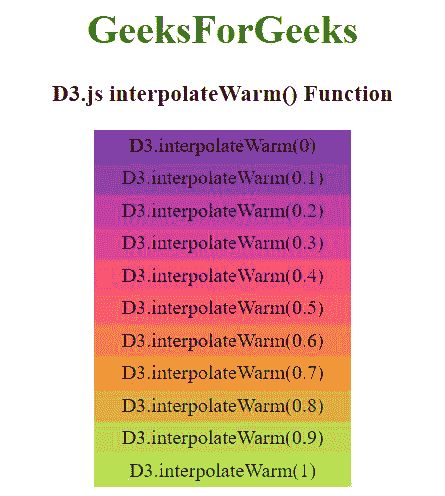 GeeksForGeeks
D3.js interpolateWarm() Function
D3.interpolateWarm(0)
D3.interpolateWarm(0.1)
D3.interpolateWarm(0.2)
D3.interpolateWarm(0.3)
D3.interpolateWarm(0.4)
D3.interpolateWarm(0.5)
D3.interpolateWarm(0.6)
D3.interpolateWarm(0.7)
D3.interpolateWarm(0.8)
D3.interpolateWarm(0.9)
D3.interpolateWarm(1)